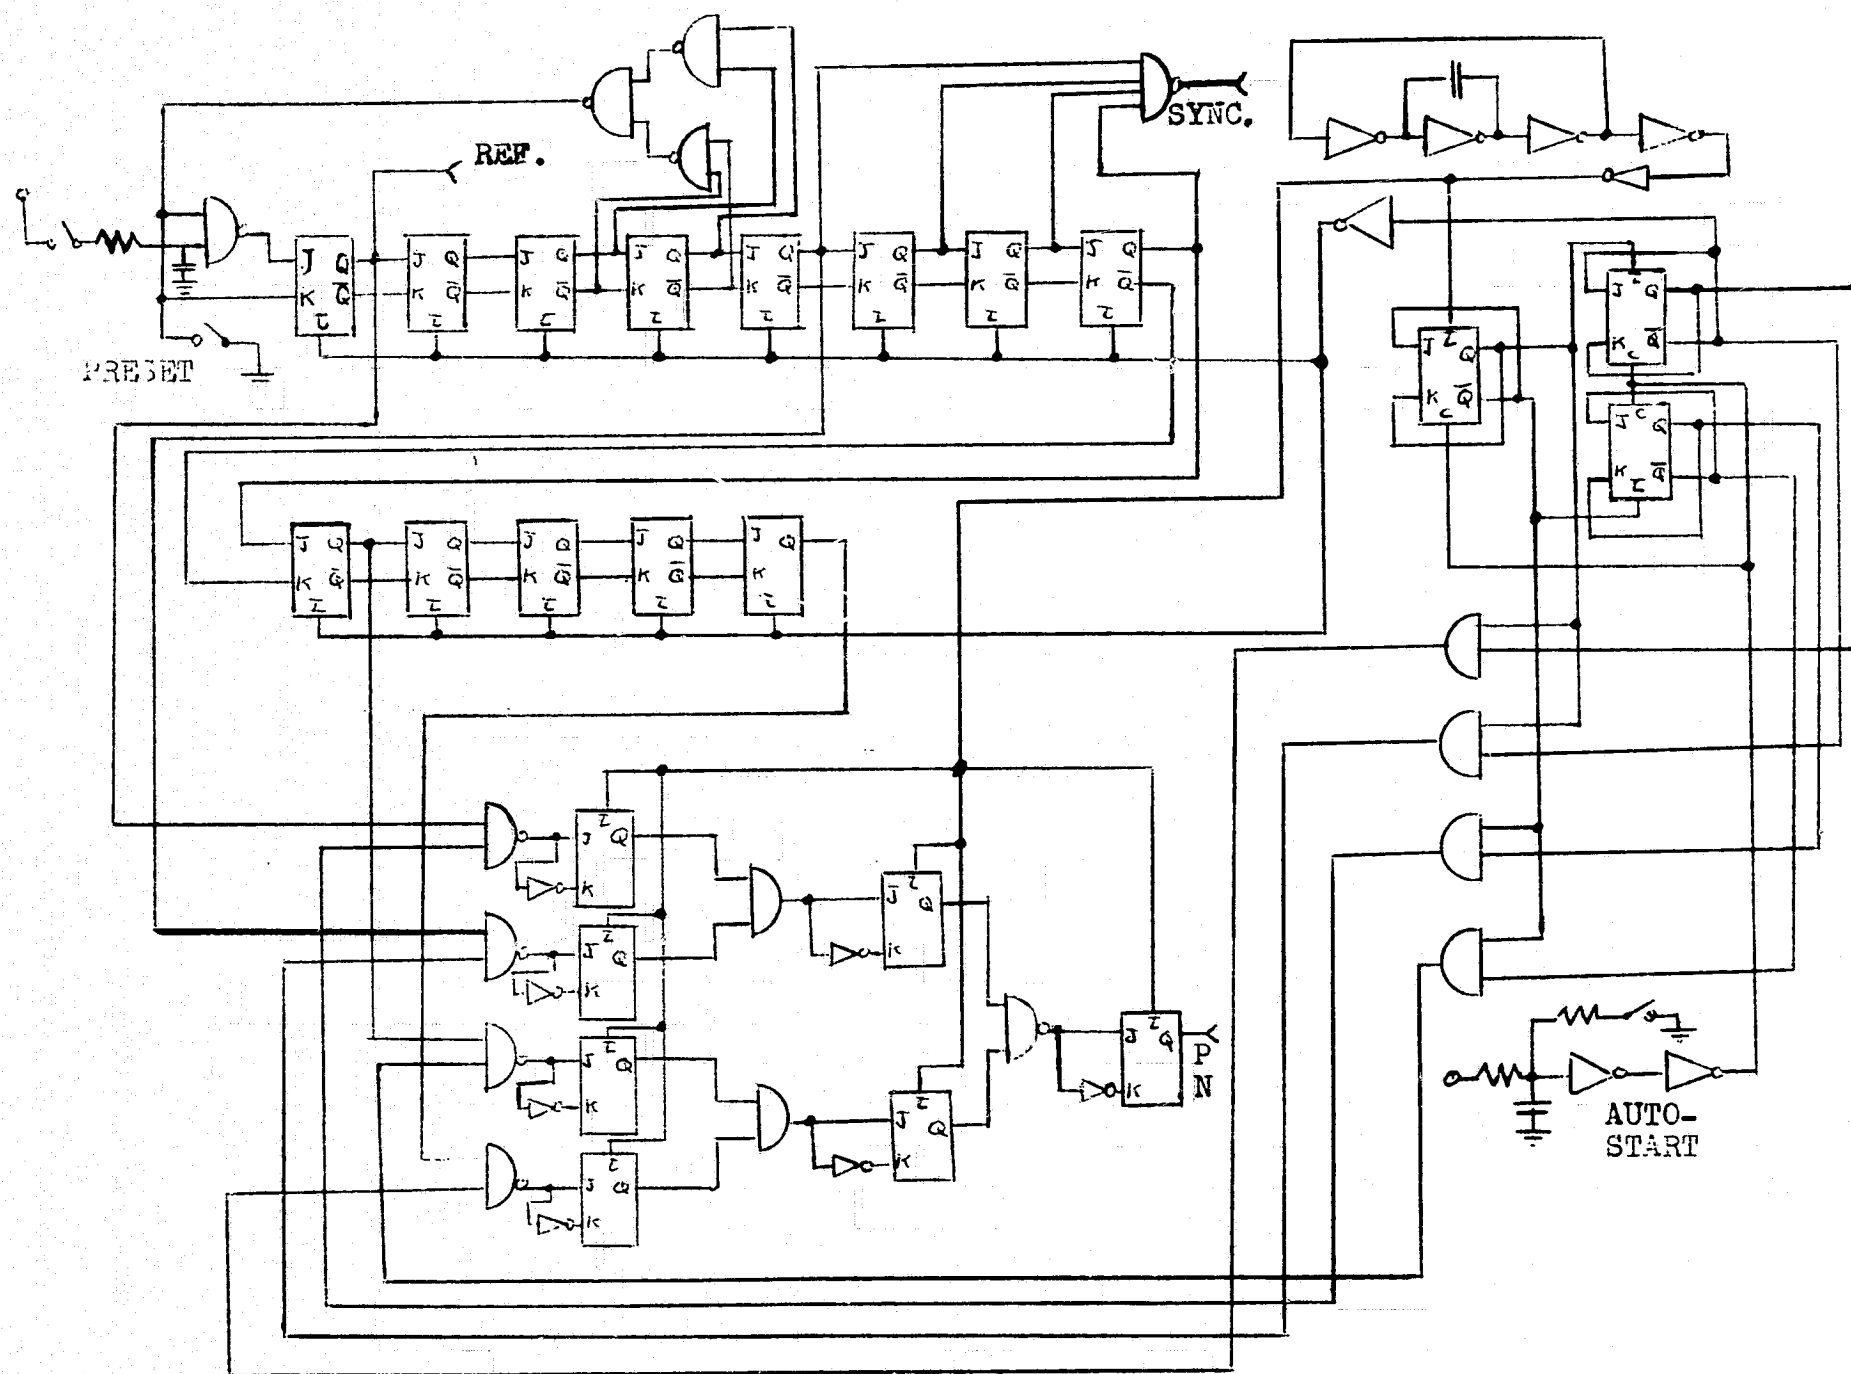 REF.
SYNC.
PRESET
J Q J Q J Q J Q J Q J Q J Q J Q
K Q̅ K Q̅ K Q̅ K Q̅ K Q̅ K Q̅ K Q̅ K Q̅
J Q
K Q̅
C
J Q
K Q̅
C
C
J Q
K Q̅
J Q J Q J Q J Q J Q
K Q̅ K Q̅ K Q̅ K Q̅ K
J Q
K
J Q
K
J Q
K
J Q
K
J Q
K
J Q
K
J Q
K
P
N
AUTO-
START